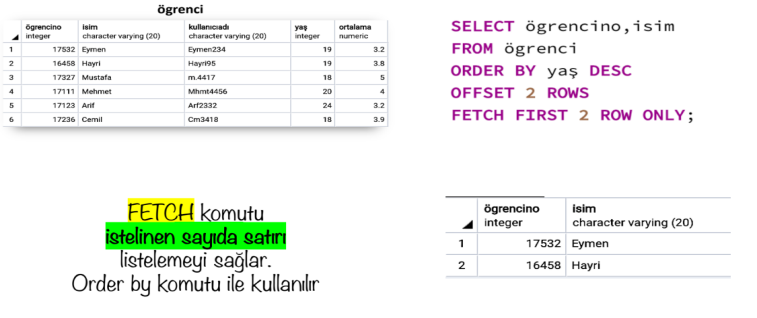 ögrenci
ögrencino isim kullanıcıadı yaş ortalama
integer character varying (20) character varying (20) integer numeric
1 17532 Eymen Eymen234 19 3.2
2 16458 Hayri Hayri95 19 3.8
3 17327 Mustafa m.4417 18 5
4 17111 Mehmet Mhmt4456 20 4
5 17123 Arif Arf2332 24 3.2
6 17236 Cemil Cm3418 18 3.9
SELECT ögrencino,isim
FROM ögrenci
ORDER BY yaş DESC
OFFSET 2 ROWS
FETCH FIRST 2 ROW ONLY;
FETCH komutu
istelinen sayıda satırı
listelemeyi sağlar.
Order by komutu ile kullanılır
ögrencino isim
integer character varying (20)
1 17532 Eymen
2 16458 Hayri